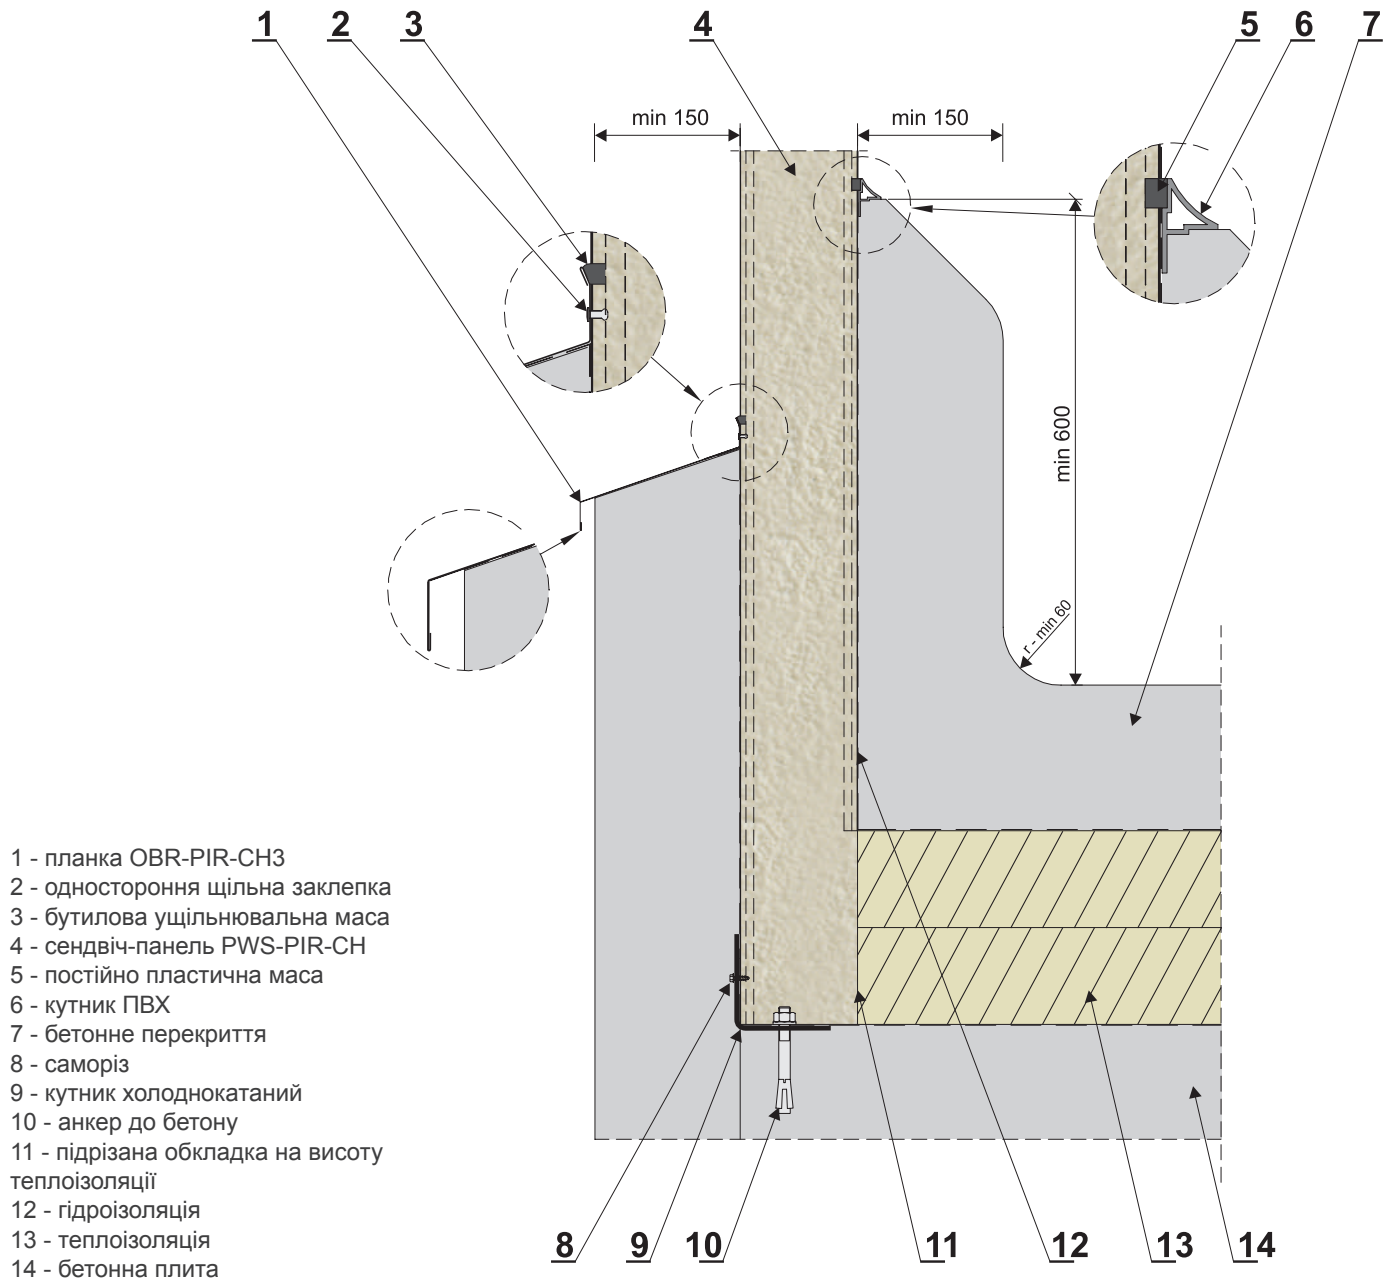 1 2 3 4 5 6 7
min 150 min 150
min 600
r - min 60
1 - планка OBR-PIR-CH3
2 - одностороння щільна заклепка
3 - бутилова ущільнювальна маса
4 - сендвіч-панель PWS-PIR-CH
5 - постійно пластична маса
6 - кутник ПВХ
7 - бетонне перекриття
8 - саморіз
9 - кутник холоднокатаний
10 - анкер до бетону
11 - підрізана обкладка на висоту
теплоізоляції
12 - гідроізоляція
13 - теплоізоляція
14 - бетонна плита
8 9 10 11 12 13 14